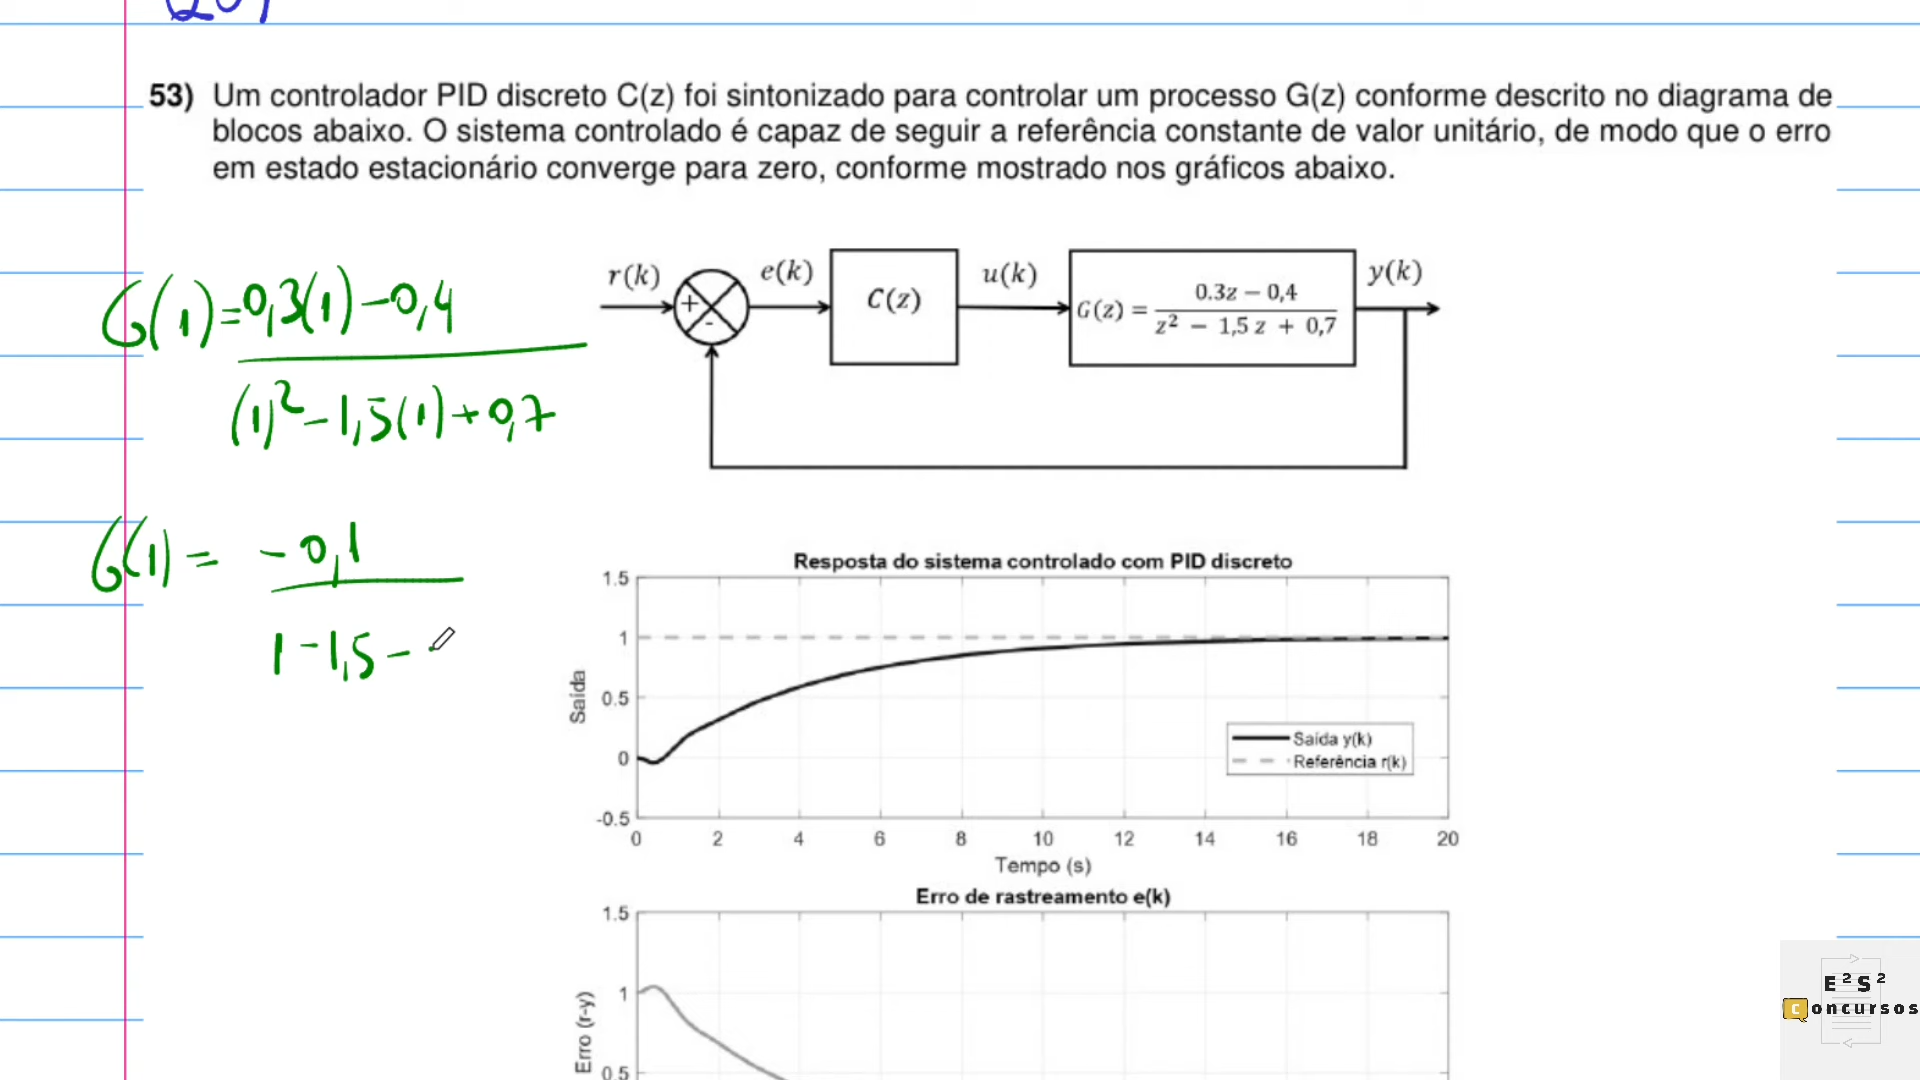 53) Um controlador PID discreto C(z) foi sintonizado para controlar um processo G(z) conforme descrito no diagrama de
blocos abaixo. O sistema controlado é capaz de seguir a referência constante de valor unitário, de modo que o erro
em estado estacionário converge para zero, conforme mostrado nos gráficos abaixo.
G(1)=0,3(1)-0,4
(1)²-1,5(1)+0,7
G(1) = -0,1
1-1,5-
r(k)
+
-
e(k)
C(z)
u(k)
G(z) =
0.3z − 0,4
z² − 1,5 z + 0,7
y(k)
Resposta do sistema controlado com PID discreto
1.5
1
0.5
0
-0.5
Saída
Saída y(k)
Referência r(k)
0 2 4 6 8 10 12 14 16 18 20
Tempo (s)
Erro de rastreamento e(k)
1.5
1
0.5
Erro (r-y)
E²S²
Concursos